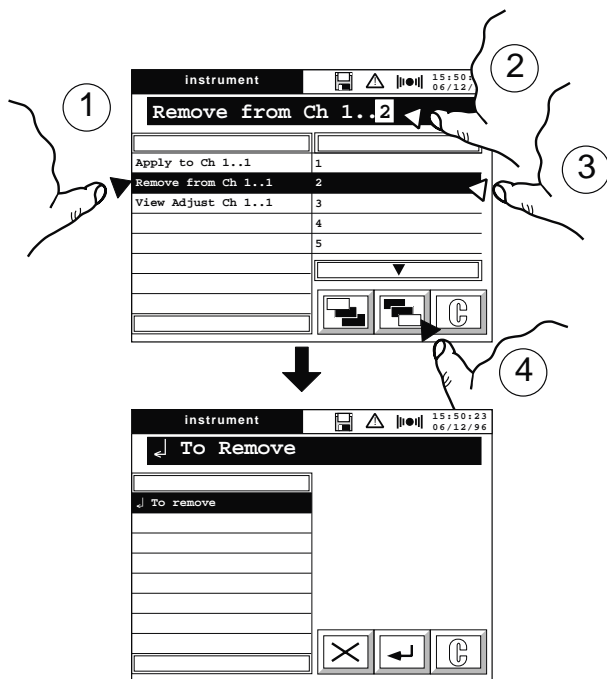 1
2
3
4
instrument
15:50:
06/12/
Remove from Ch 1..2
Apply to Ch 1..1
1
Remove from Ch 1..1
2
View Adjust Ch 1..1
3
4
5
C
instrument
15:50:23
06/12/96
↲ To Remove
↲ To remove
C